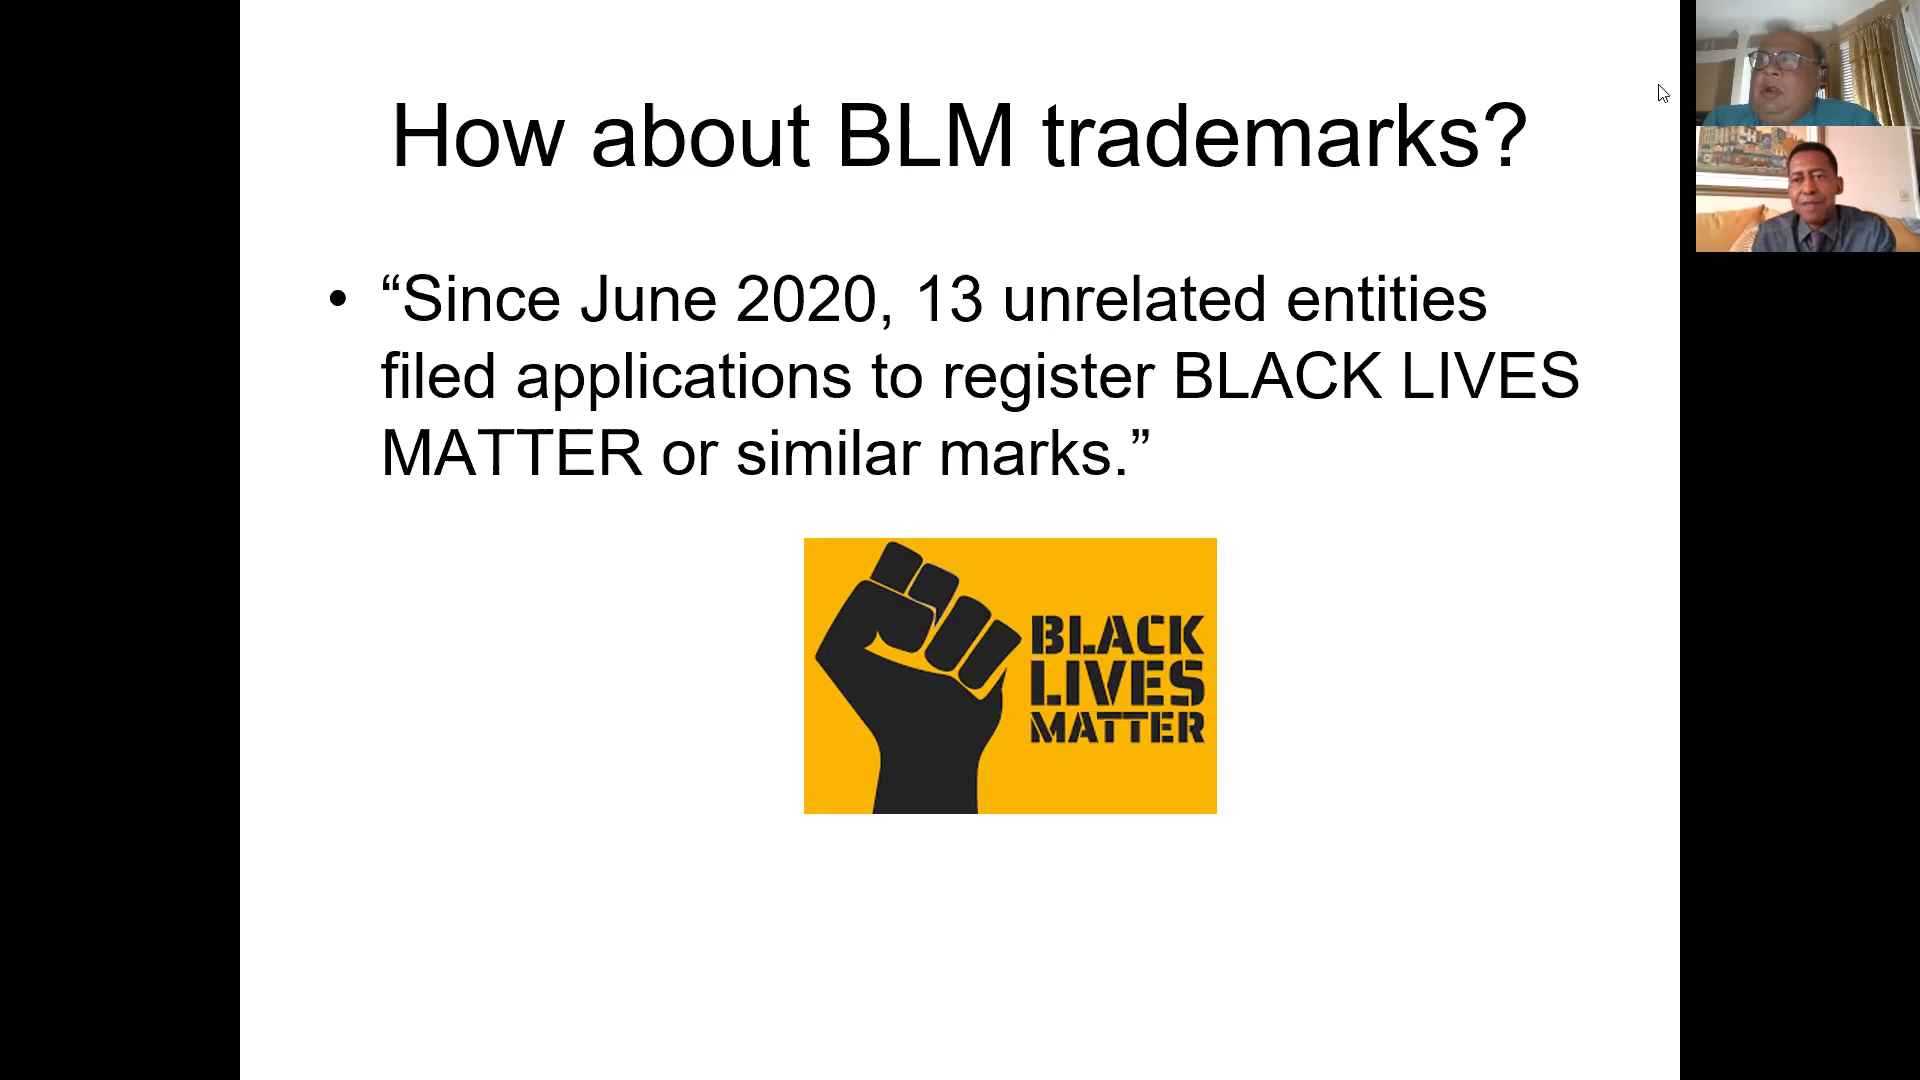 How about BLM trademarks?
• “Since June 2020, 13 unrelated entities
filed applications to register BLACK LIVES
MATTER or similar marks.”
BLACK
LIVES
MATTER